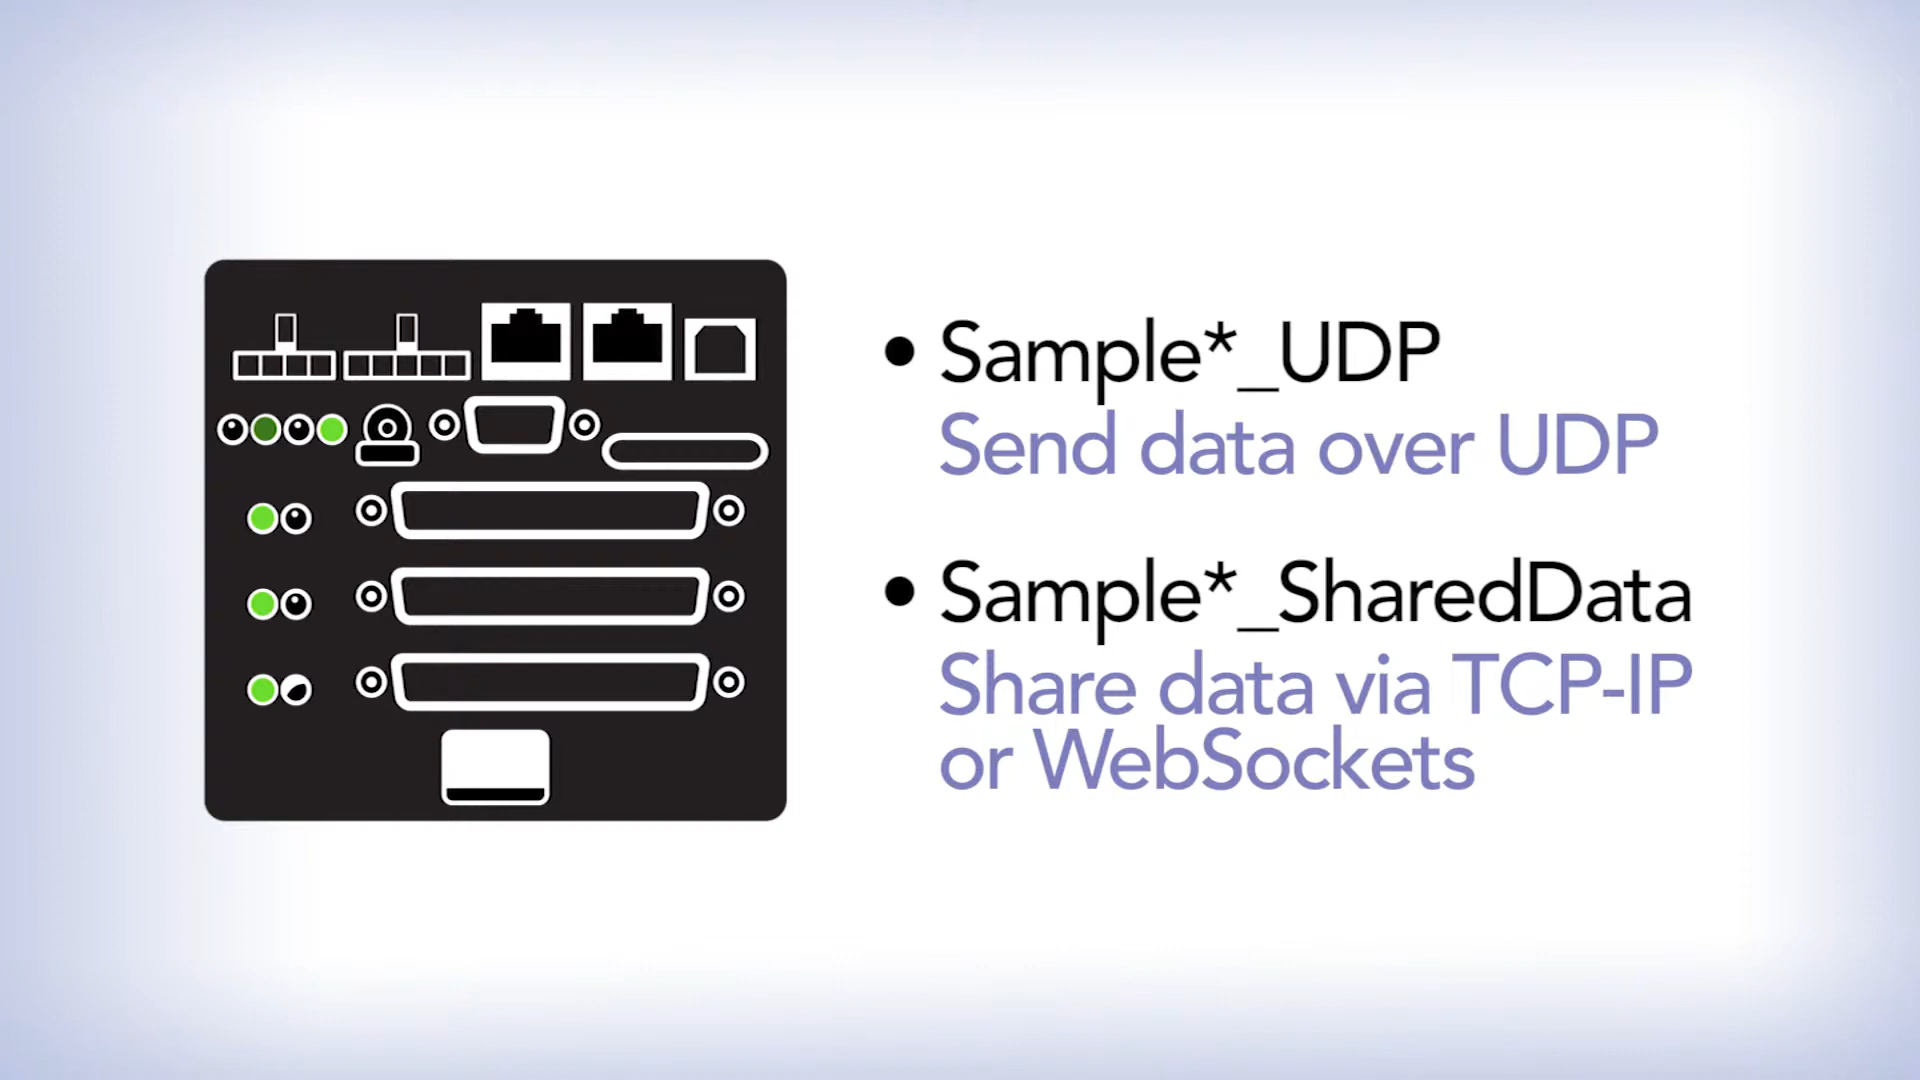 • Sample*_UDP
Send data over UDP
• Sample*_SharedData
Share data via TCP-IP
or WebSockets